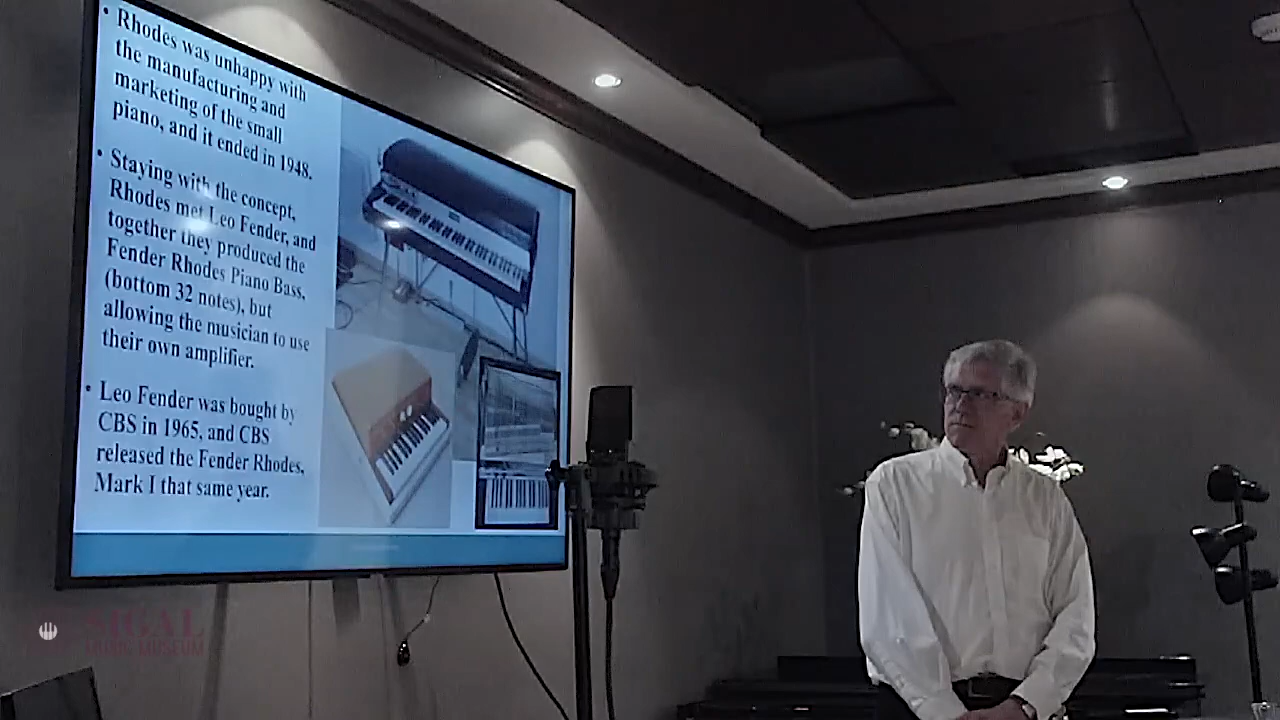 • Rhodes was unhappy with
the manufacturing and
marketing of the small
piano, and it ended in 1948.
• Staying with the concept,
Rhodes met Leo Fender, and
together they produced the
Fender Rhodes Piano Bass,
(bottom 32 notes), but
allowing the musician to use
their own amplifier.
• Leo Fender was bought by
CBS in 1965, and CBS
released the Fender Rhodes,
Mark I that same year.
SIGAL
MUSIC MUSEUM